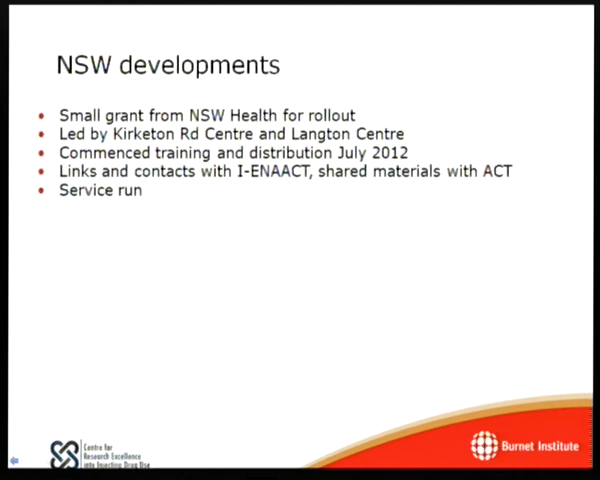 NSW developments
• Small grant from NSW Health for rollout
• Led by Kirketon Rd Centre and Langton Centre
• Commenced training and distribution July 2012
• Links and contacts with I-ENAACT, shared materials with ACT
• Service run
Centre for
Research Excellence
into Injecting Drug Use
Burnet Institute